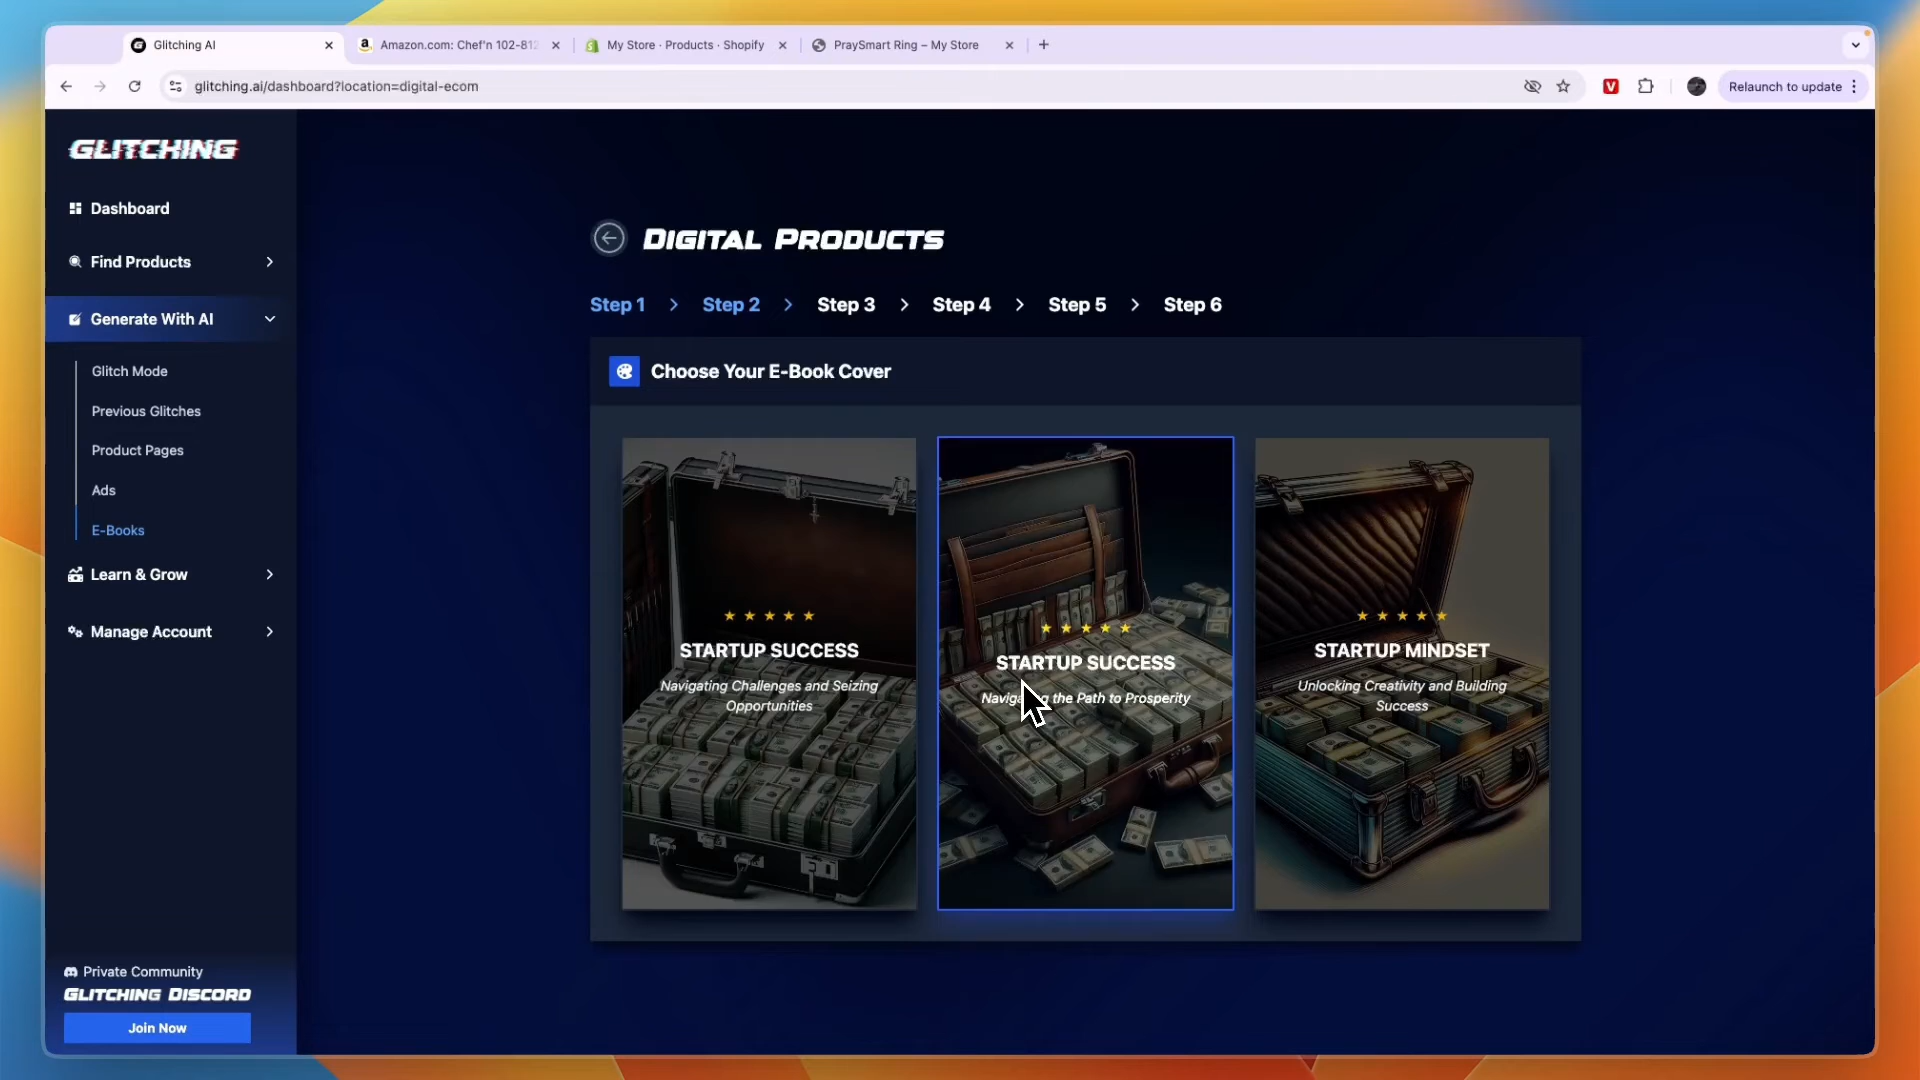 Glitching AI
Amazon.com: Chef'n 102-812
My Store · Products · Shopify
PraySmart Ring – My Store
glitching.ai/dashboard?location=digital-ecom
Relaunch to update
GLITCHING
Dashboard
Find Products
Generate With AI
Glitch Mode
Previous Glitches
Product Pages
Ads
E-Books
Learn & Grow
Manage Account
Private Community
GLITCHING DISCORD
Join Now
DIGITAL PRODUCTS
Step 1 > Step 2 > Step 3 > Step 4 > Step 5 > Step 6
Choose Your E-Book Cover
STARTUP SUCCESS
Navigating Challenges and Seizing
Opportunities
STARTUP SUCCESS
Navigating the Path to Prosperity
STARTUP MINDSET
Unlocking Creativity and Building
Success